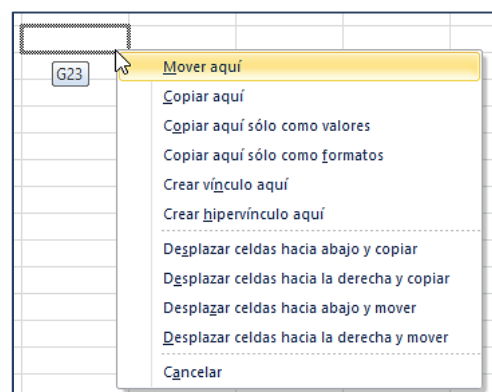 G23
Mover aquí
Copiar aquí
Copiar aquí sólo como valores
Copiar aquí sólo como formatos
Crear vínculo aquí
Crear hipervínculo aquí
Desplazar celdas hacia abajo y copiar
Desplazar celdas hacia la derecha y copiar
Desplazar celdas hacia abajo y mover
Desplazar celdas hacia la derecha y mover
Cancelar